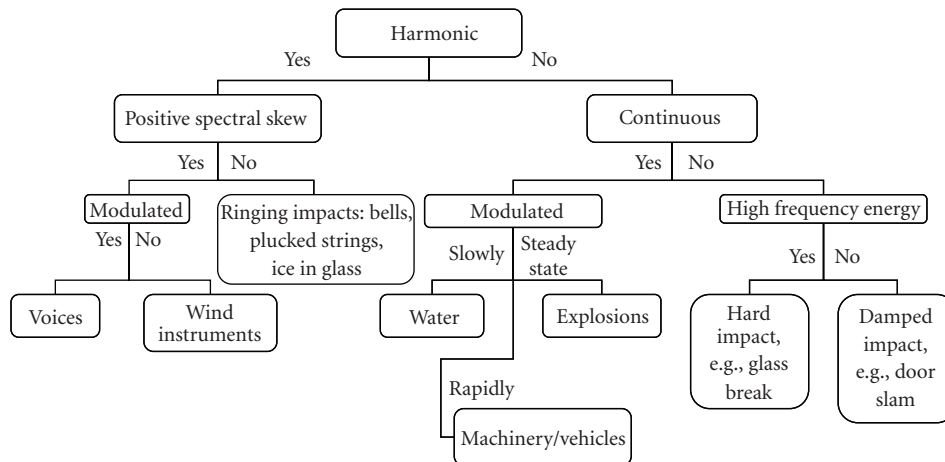 Harmonic
Yes
No
Positive spectral skew
Continuous
Yes
No
Yes
No
Modulated
Ringing impacts: bells,
plucked strings,
ice in glass
Modulated
High frequency energy
Yes
No
Slowly
Steady
state
Yes
No
Voices
Wind
instruments
Water
Explosions
Hard
impact,
e.g., glass
break
Damped
impact,
e.g., door
slam
Rapidly
Machinery/vehicles